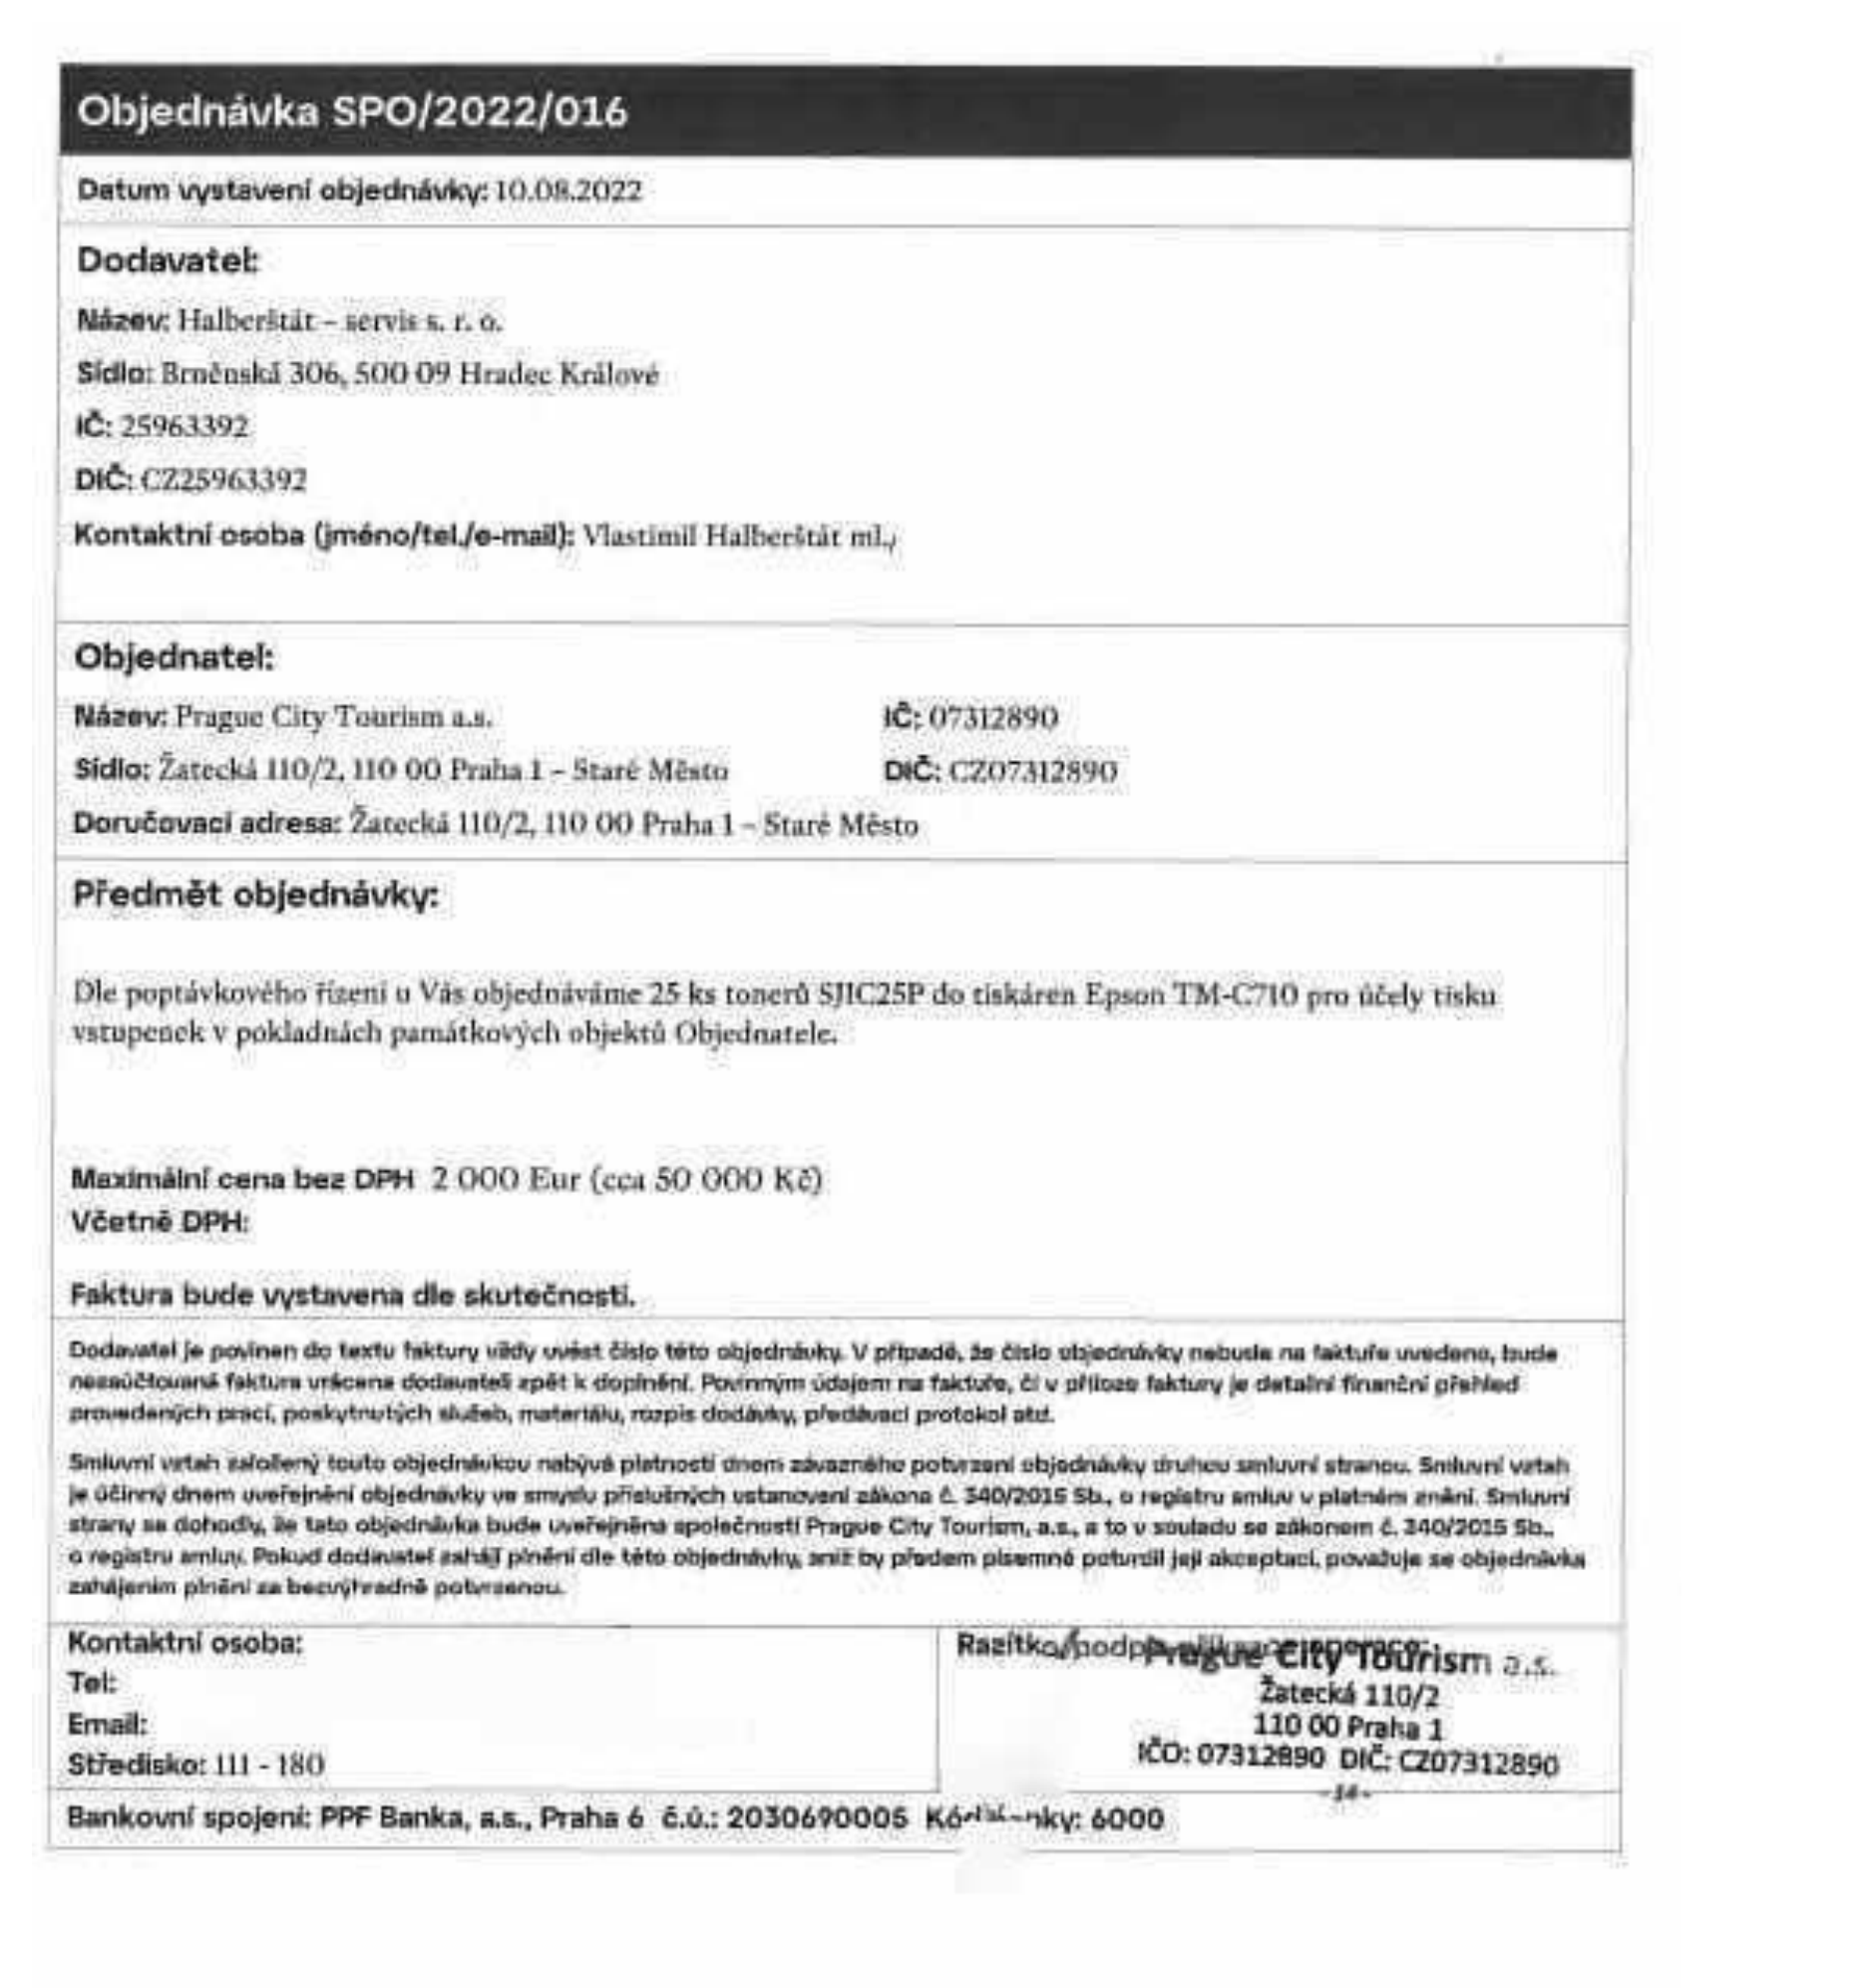 Objednávka SPO/2022/016
Datum vystavení objednávky: 10.08.2022
Dodavatel:
Název: Halberštát – servis s. r. o.
Sídlo: Brněnská 306, 500 09 Hradec Králové
IČ: 25963392
DIČ: CZ25963392
Kontaktní osoba (jméno/tel./e-mail): Vlastimil Halberštát ml./
Objednatel:
Název: Prague City Tourism a.s. IČ: 07312890
Sídlo: Žatecká 110/2, 110 00 Praha 1 – Staré Město DIČ: CZ07312890
Doručovací adresa: Žatecká 110/2, 110 00 Praha 1 – Staré Město
Předmět objednávky:
Dle poptávkového řízení u Vás objednáváme 25 ks tonerů SJIC25P do tiskáren Epson TM-C710 pro účely tisku
vstupenek v pokladnách památkových objektů Objednatele.
Maximální cena bez DPH 2 000 Eur (cca 50 000 Kč)
Včetně DPH:
Faktura bude vystavena dle skutečnosti.
Dodavatel je povinen do textu faktury vždy uvést číslo této objednávky. V případě, že číslo objednávky nebude na faktuře uvedeno, bude
nezaúčtovaná faktura vrácena dodavateli zpět k doplnění. Povinným údajem na faktuře, či v příloze faktury je detailní finanční přehled
provedených prací, poskytnutých služeb, materiálu, rozpis dodávky, předávací protokol atd.
Smluvní vztah založený touto objednávkou nabývá platnosti dnem závazného potvrzení objednávky druhou smluvní stranou. Smluvní vztah
je účinný dnem uveřejnění objednávky ve smyslu příslušných ustanovení zákona č. 340/2015 Sb., o registru smluv v platném znění. Smluvní
strany se dohodly, že tato objednávka bude uveřejněna společností Prague City Tourism, a.s., a to v souladu se zákonem č. 340/2015 Sb.,
o registru smluv. Pokud dodavatel zahájí plnění dle této objednávky, aniž by předem písemně potvrdil její akceptaci, považuje se objednávka
zahájením plnění za bezvýhradně potvrzenou.
Kontaktní osoba:
Tel:
Email:
Středisko: 111 - 180
Prague City Tourism a.s.
Žatecká 110/2
110 00 Praha 1
IČO: 07312890 DIČ: CZ07312890
-14-
Bankovní spojení: PPF Banka, a.s., Praha 6 č.ú.: 2030690005 6000